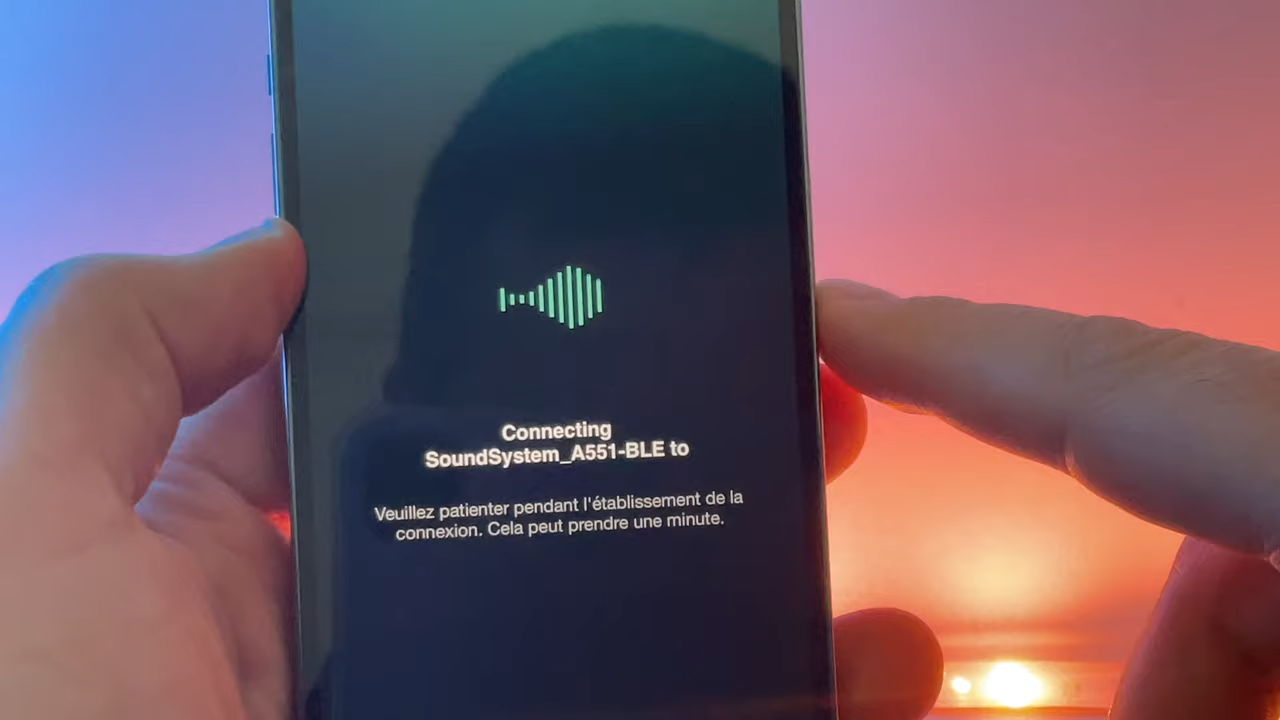 Connecting
SoundSystem_A551-BLE to
Veuillez patienter pendant l'établissement de la
connexion. Cela peut prendre une minute.